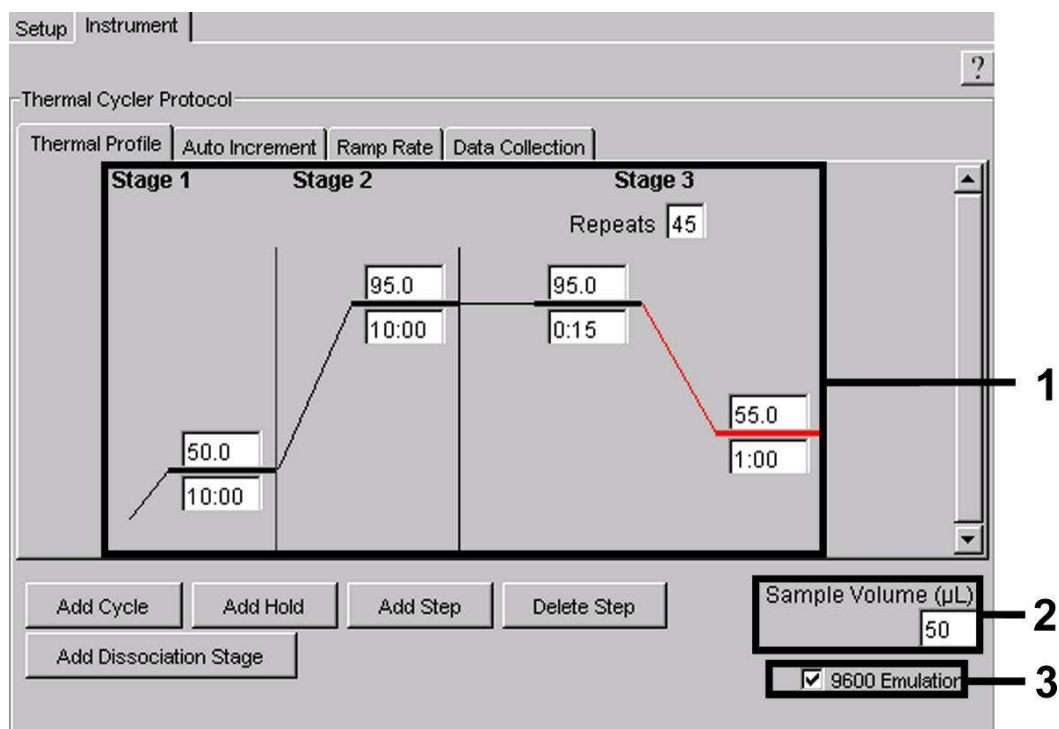 Setup Instrument
?
Thermal Cycler Protocol
Thermal Profile Auto Increment Ramp Rate Data Collection
Stage 1 Stage 2 Stage 3
Repeats 45
95.0 95.0
10:00 0:15
1
55.0
50.0 1:00
10:00
Add Cycle Add Hold Add Step Delete Step Sample Volume (µL)
50 2
Add Dissociation Stage
9600 Emulation 3